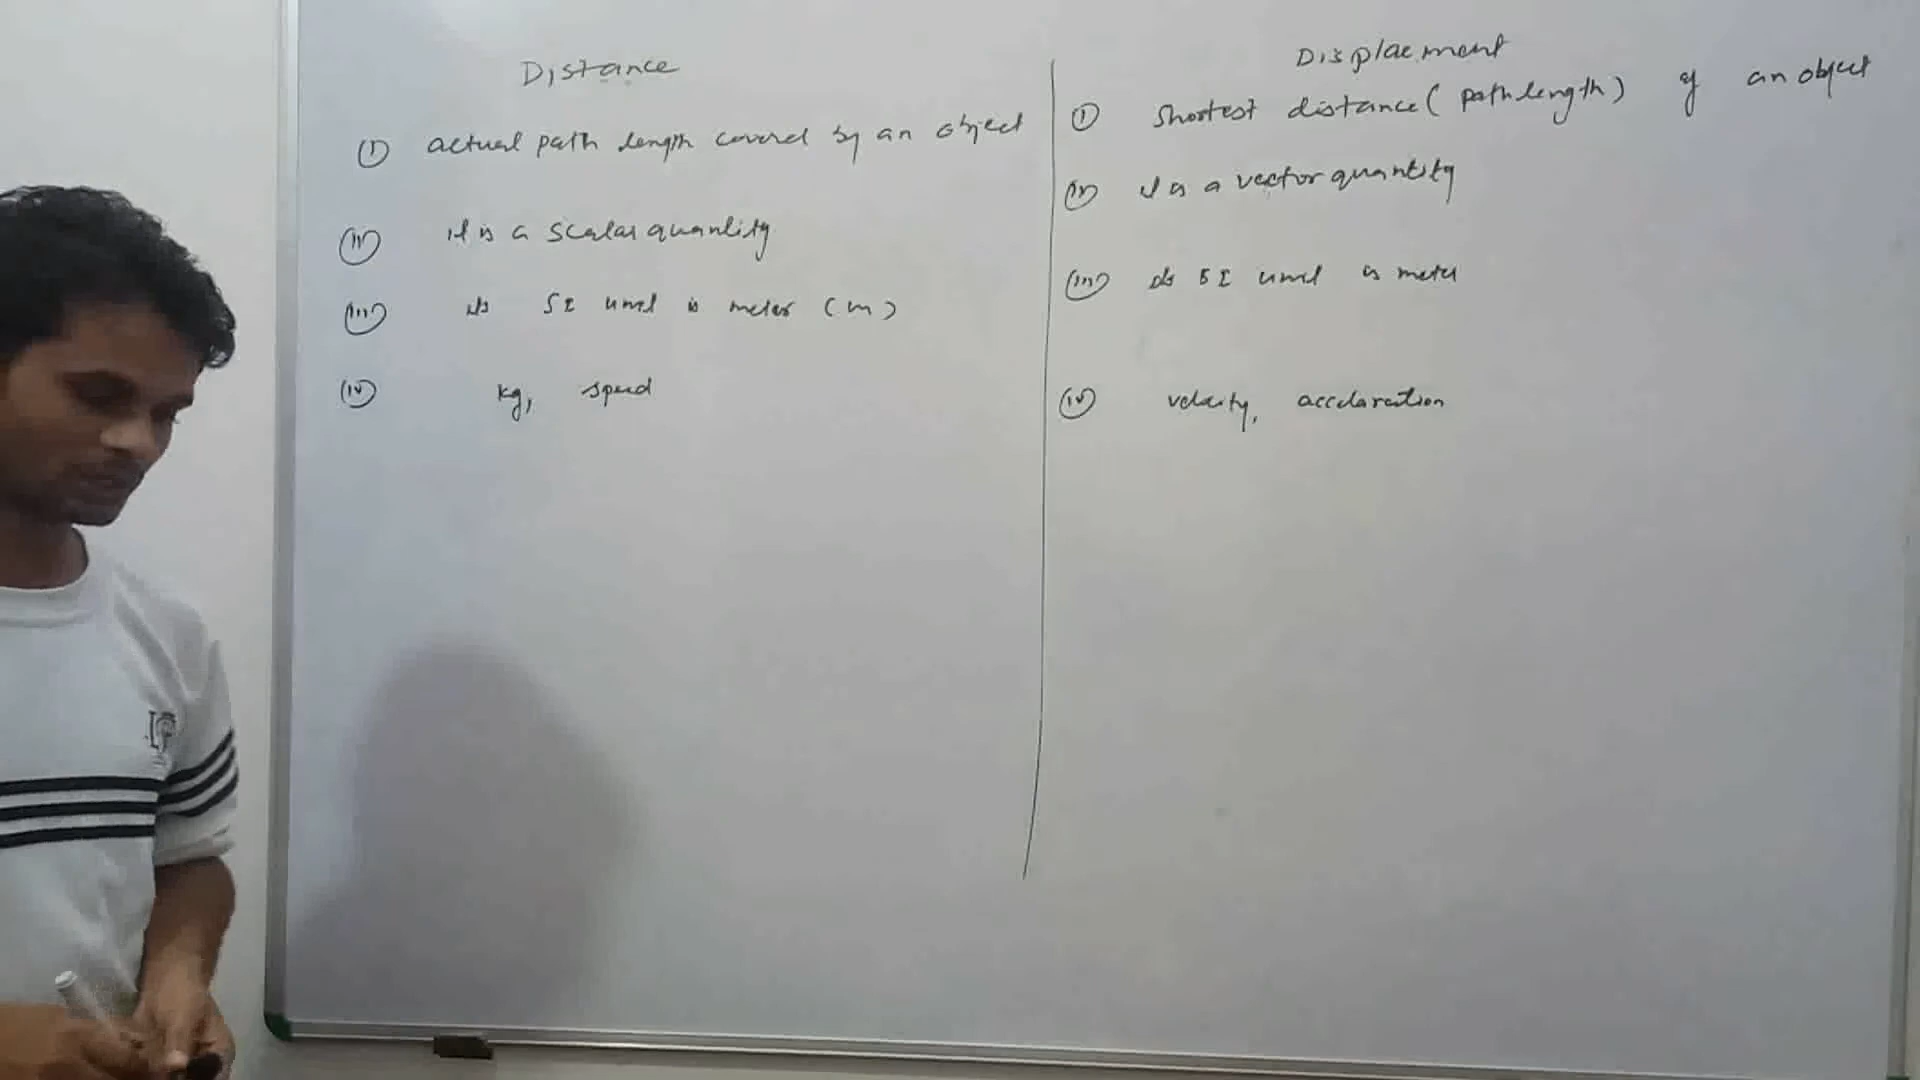 Distance
(i) actual path length covered by an object
(ii) it is a scalar quantity
(iii) its SI unit is meter (m)
(iv) kg, speed
Displacement
(i) shortest distance (path length) of an object
(ii) it is a vector quantity
(iii) its SI unit is meter
(iv) velocity, accelaration